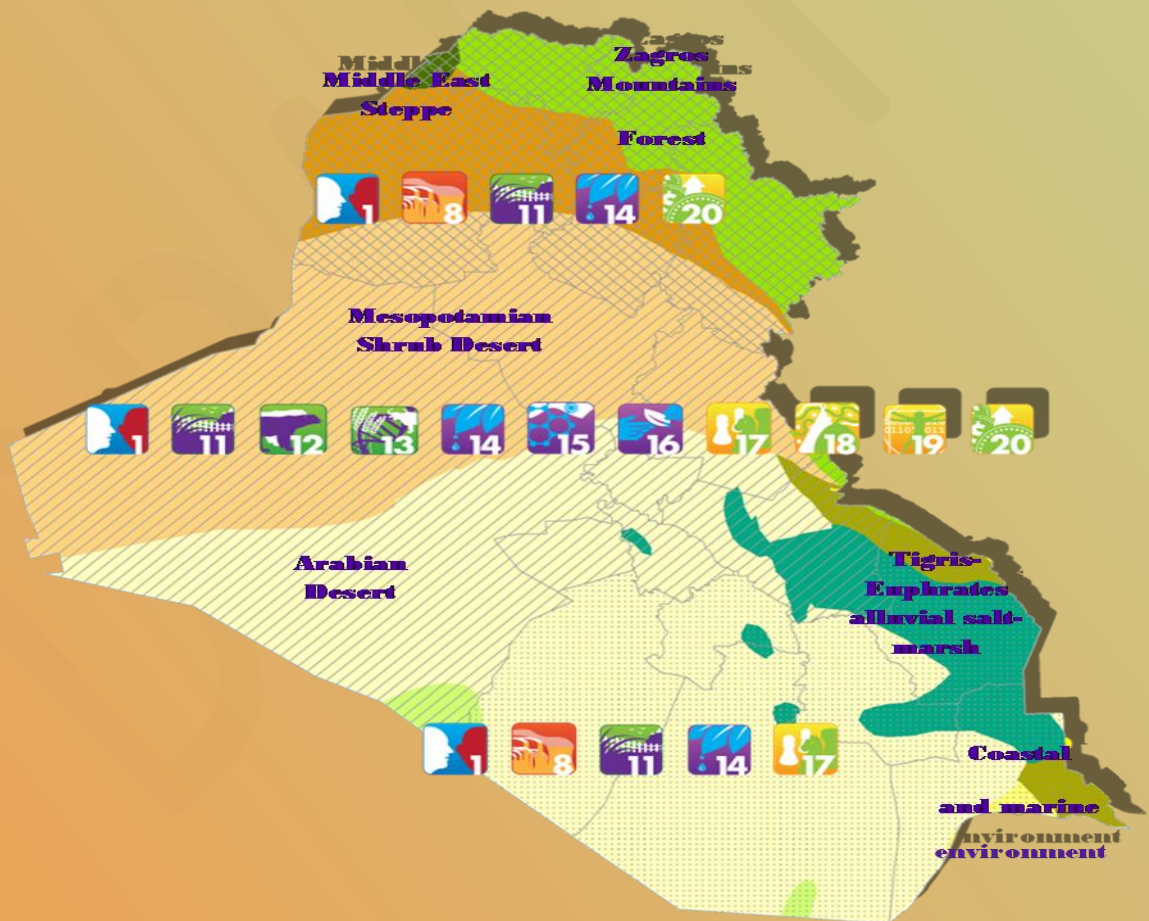 Zagros
Mountains
Forest
Middle East
Steppe
1 8 11 14 20
Mesopotamian
Shrub Desert
1 11 12 13 14 15 16 17 18 19 20
Arabian
Desert
Tigris-
Euphrates
alluvial salt-
marsh
1 8 11 14 17
Coastal
and marine
environment